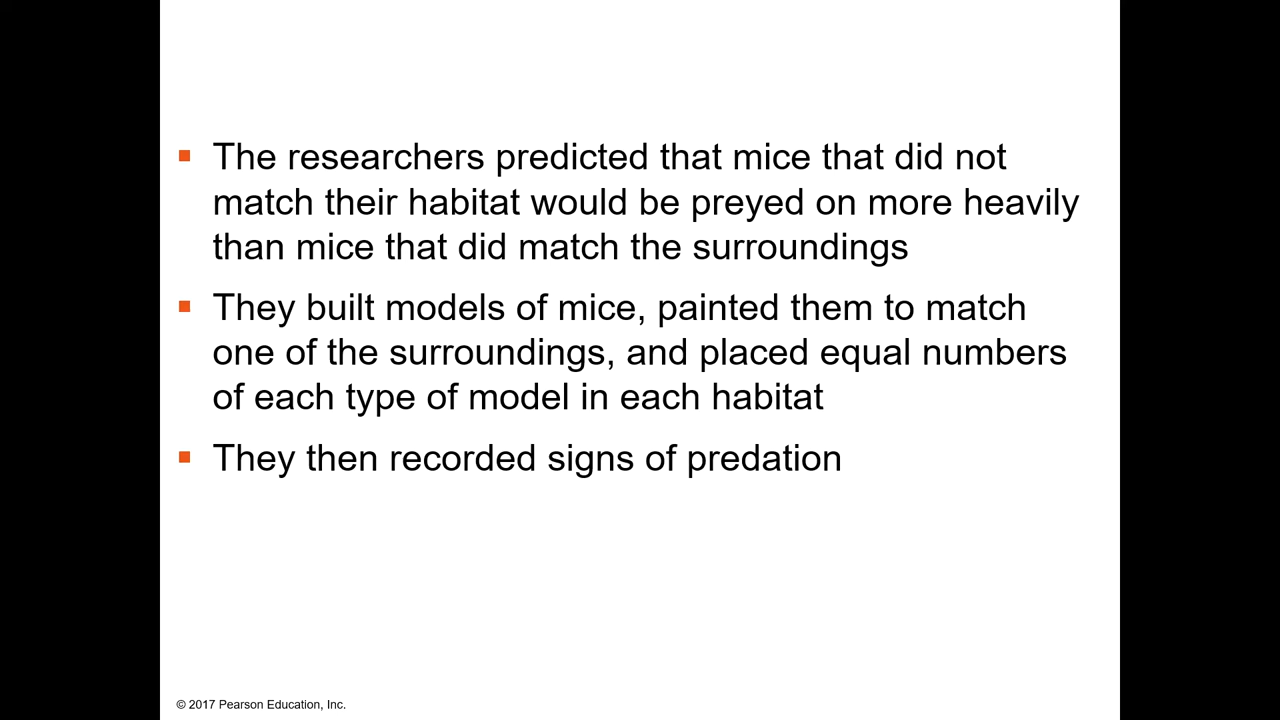 The researchers predicted that mice that did not
match their habitat would be preyed on more heavily
than mice that did match the surroundings
They built models of mice, painted them to match
one of the surroundings, and placed equal numbers
of each type of model in each habitat
They then recorded signs of predation
© 2017 Pearson Education, Inc.